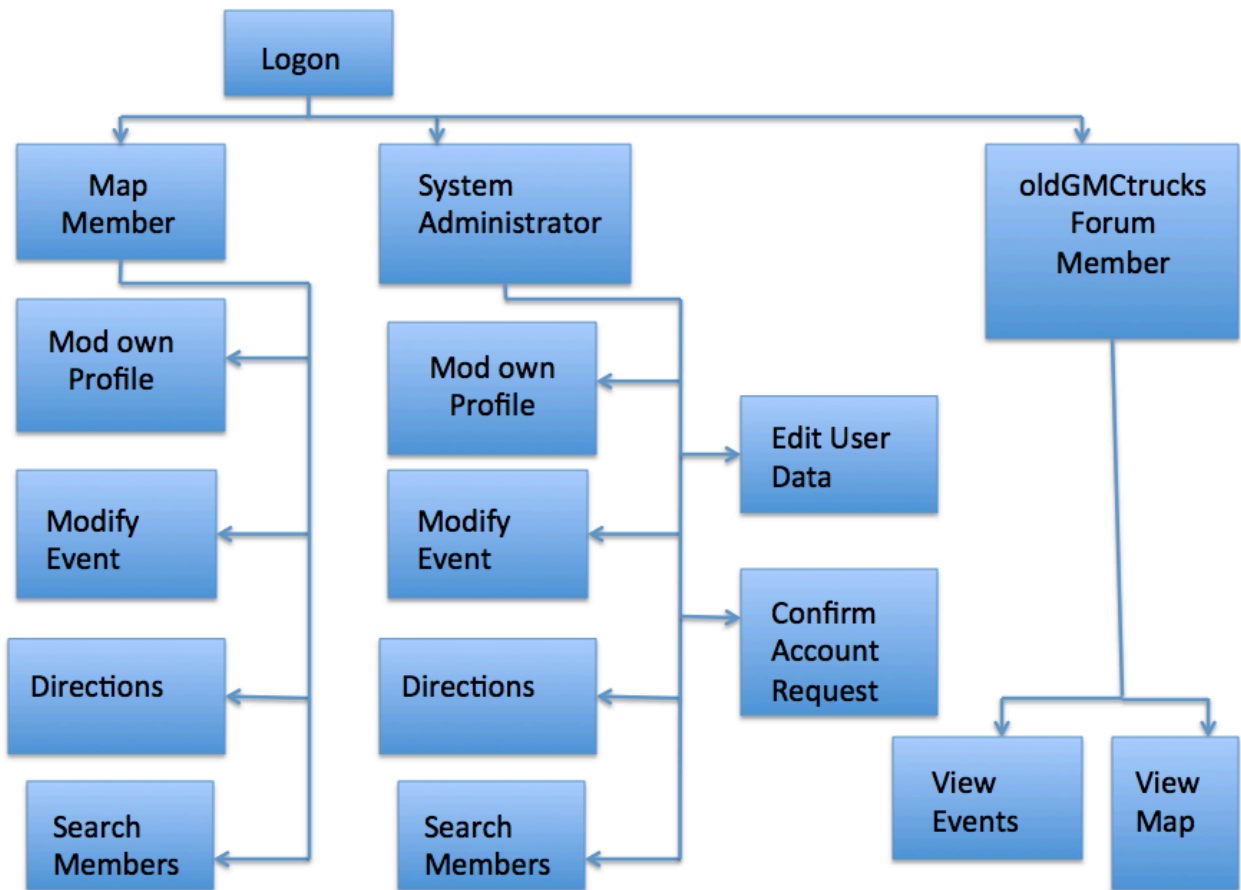 Logon
Map
Member
System
Administrator
oldGMCtrucks
Forum
Member
Mod own
Profile
Modify
Event
Directions
Search
Members
Mod own
Profile
Modify
Event
Directions
Search
Members
Edit User
Data
Confirm
Account
Request
View
Events
View
Map